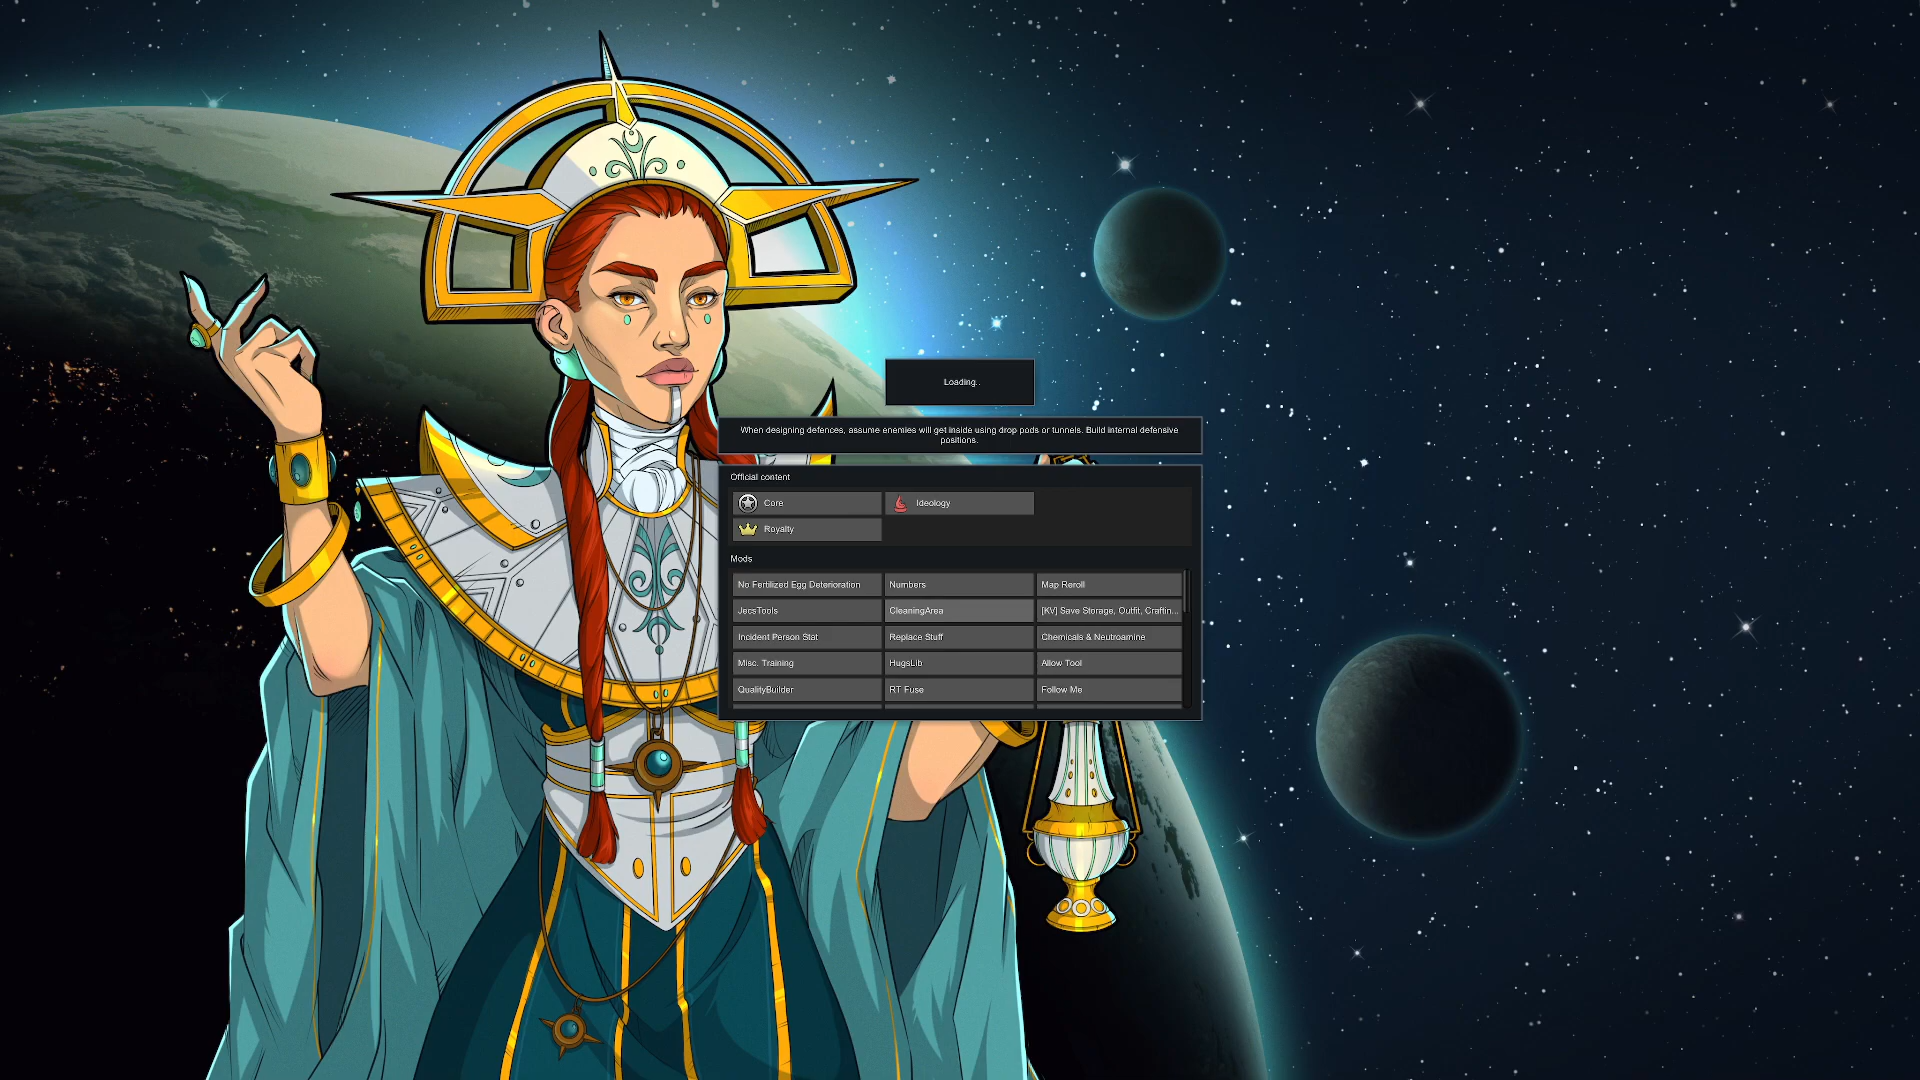 Loading..
When designing defences, assume enemies will get inside using drop pods or tunnels. Build internal defensive
positions.
Official content
Core
Ideology
Royalty
Mods
No Fertilized Egg Deterioration
Numbers
Map Reroll
JecsTools
CleaningArea
[KV] Save Storage, Outfit, Craftin...
Incident Person Stat
Replace Stuff
Chemicals & Neutroamine
Misc. Training
HugsLib
Allow Tool
QualityBuilder
RT Fuse
Follow Me